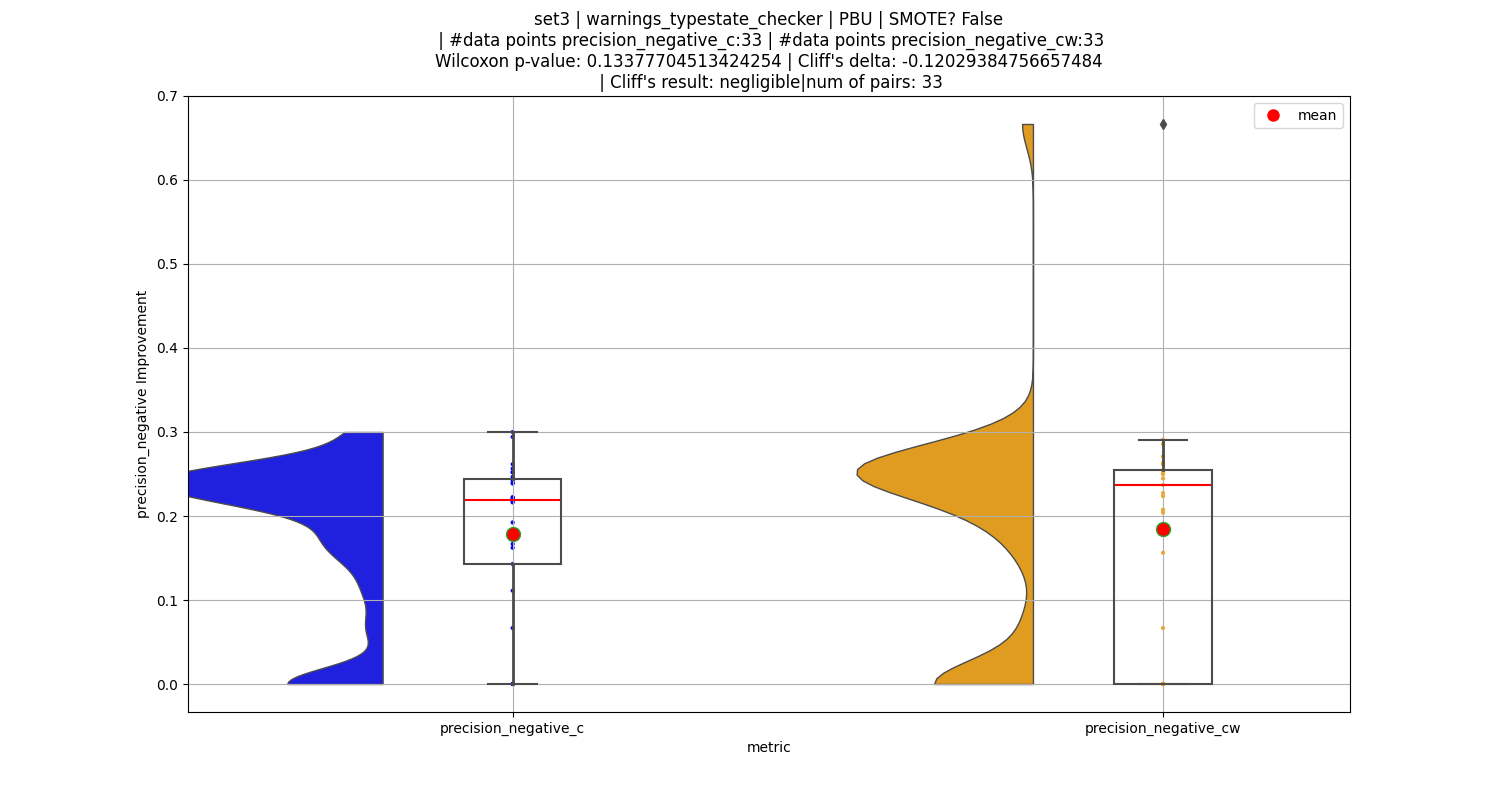 set3 | warnings_typestate_checker | PBU | SMOTE? False
| #data points precision_negative_c:33 | #data points precision_negative_cw:33
Wilcoxon p-value: 0.13377704513424254 | Cliff's delta: -0.12029384756657484
| Cliff's result: negligible|num of pairs: 33
mean
0.7
0.6
0.5
0.4
0.3
0.2
0.1
0.0
precision_negative Improvement
precision_negative_c
precision_negative_cw
metric